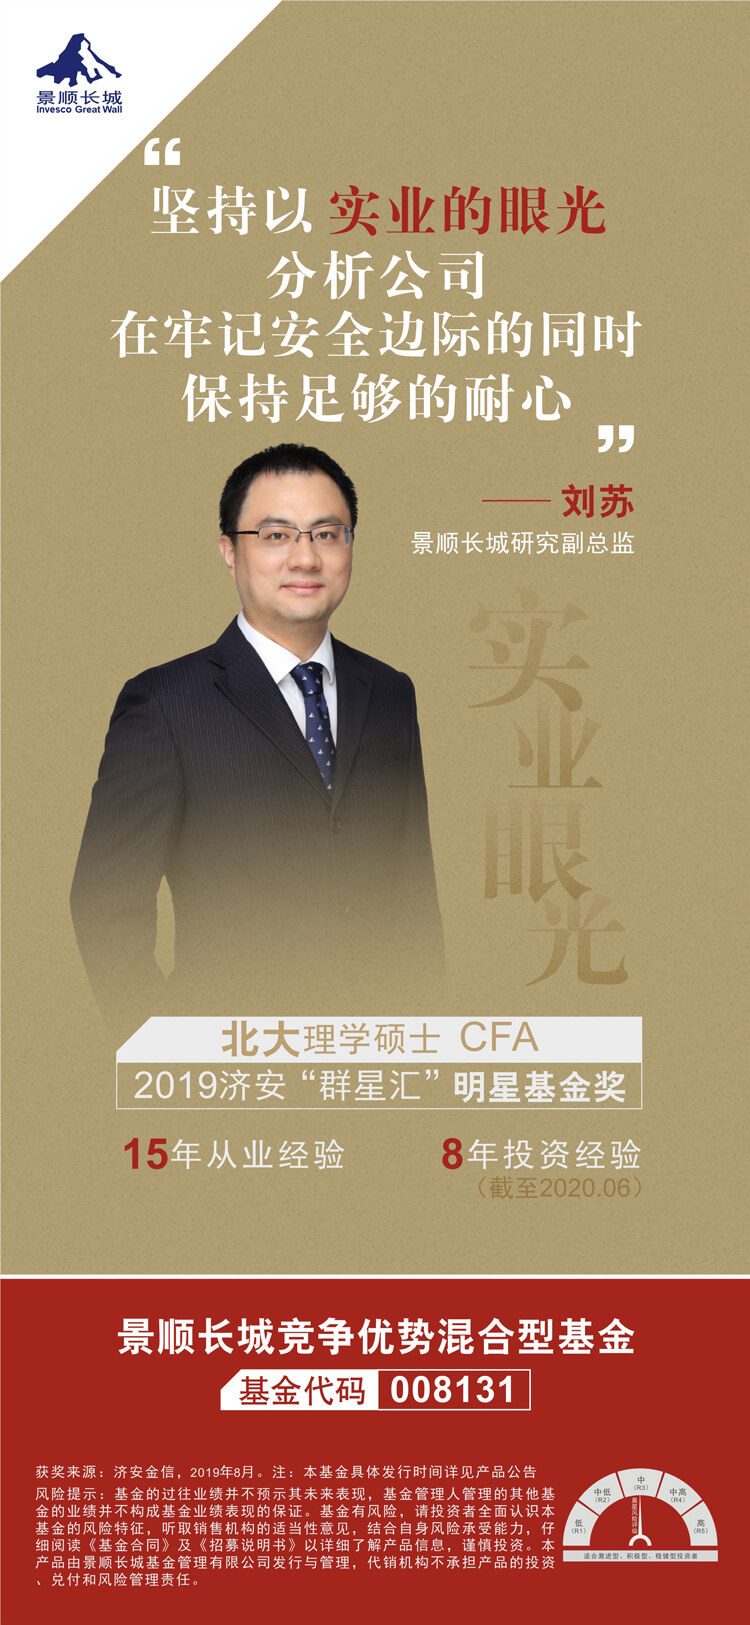 景顺长城
Invesco Great Wall
“
坚持以 实业的眼光
分析公司
在牢记安全边际的同时
保持足够的耐心
”
——刘苏
景顺长城研究副总监
实业眼光
北大理学硕士 CFA
2019济安“群星汇”明星基金奖
15年从业经验 8年投资经验
（截至2020.06）
景顺长城竞争优势混合型基金
基金代码 008131
获奖来源：济安金信，2019年8月。注：本基金具体发行时间详见产品公告
风险提示：基金的过往业绩并不预示其未来表现，基金管理人管理的其他基
金的业绩并不构成基金业绩表现的保证。基金有风险，请投资者全面认识本
基金的风险特征，听取销售机构的适当性意见，结合自身风险承受能力，仔
细阅读《基金合同》及《招募说明书》以详细了解产品信息，谨慎投资。本
产品由景顺长城基金管理有限公司发行与管理，代销机构不承担产品的投资
、兑付和风险管理责任。
低
(R1)
中低
(R2)
中
(R3)
中高
(R4)
高
(R5)
适合激进型、积极型、稳健型投资者